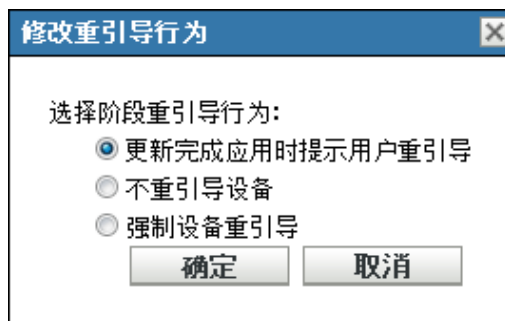 修改重引导行为
选择阶段重引导行为:
更新完成应用时提示用户重引导
不重引导设备
强制设备重引导
确定 取消